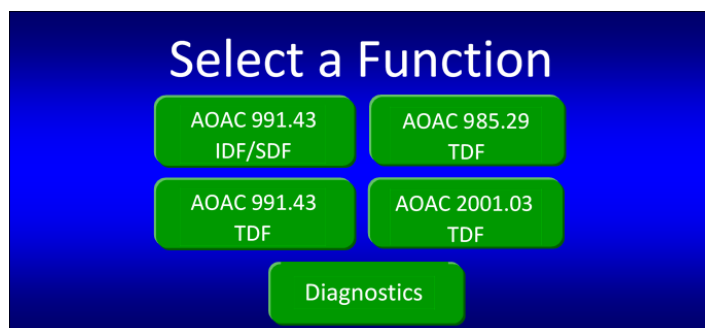 Select a Function
AOAC 991.43
IDF/SDF
AOAC 985.29
TDF
AOAC 991.43
TDF
AOAC 2001.03
TDF
Diagnostics